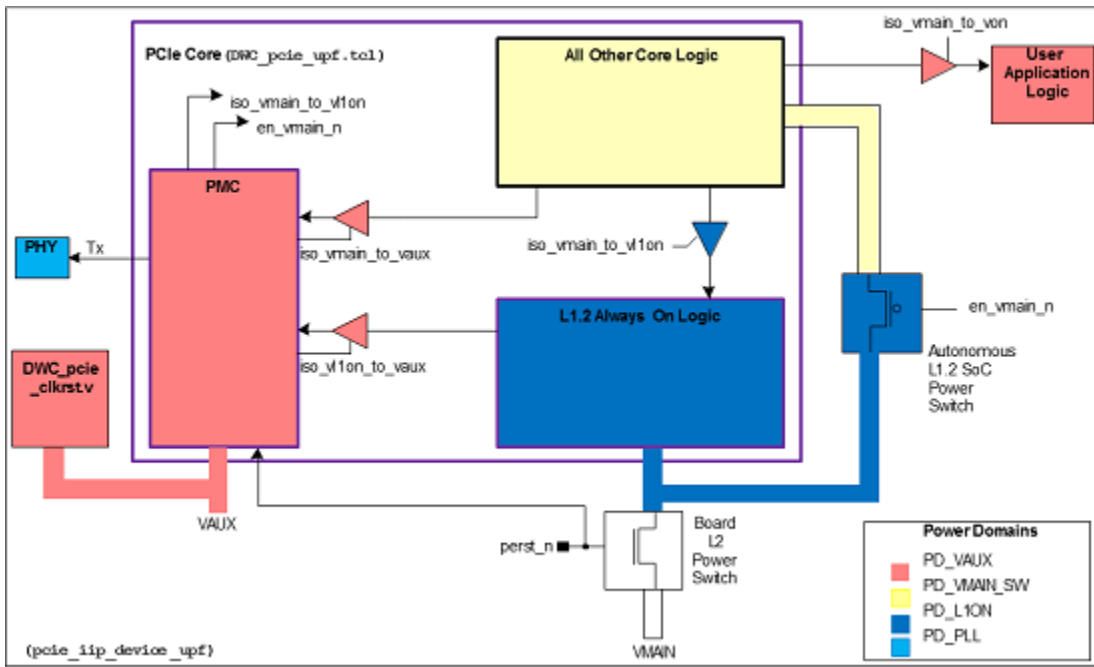 iso_vmain_to_von
PCIe Core (DWC_pcie_upf.tcl)
All Other Core Logic
User
Application
Logic
iso_vmain_to_vl1on
en_vmain_n
PMC
PHY
Tx
iso_vmain_to_vaux
iso_vmain_to_vl1on
L1.2 Always On Logic
en_vmain_n
iso_vl1on_to_vaux
Autonomous
L1.2 SoC
Power
Switch
DWC_pcie
_clkrst.v
VAUX
perst_n
Board
L2
Power
Switch
VMAIN
Power Domains
PD_VAUX
PD_VMAIN_SW
PD_L1ON
PD_PLL
(pcie_iip_device_upf)